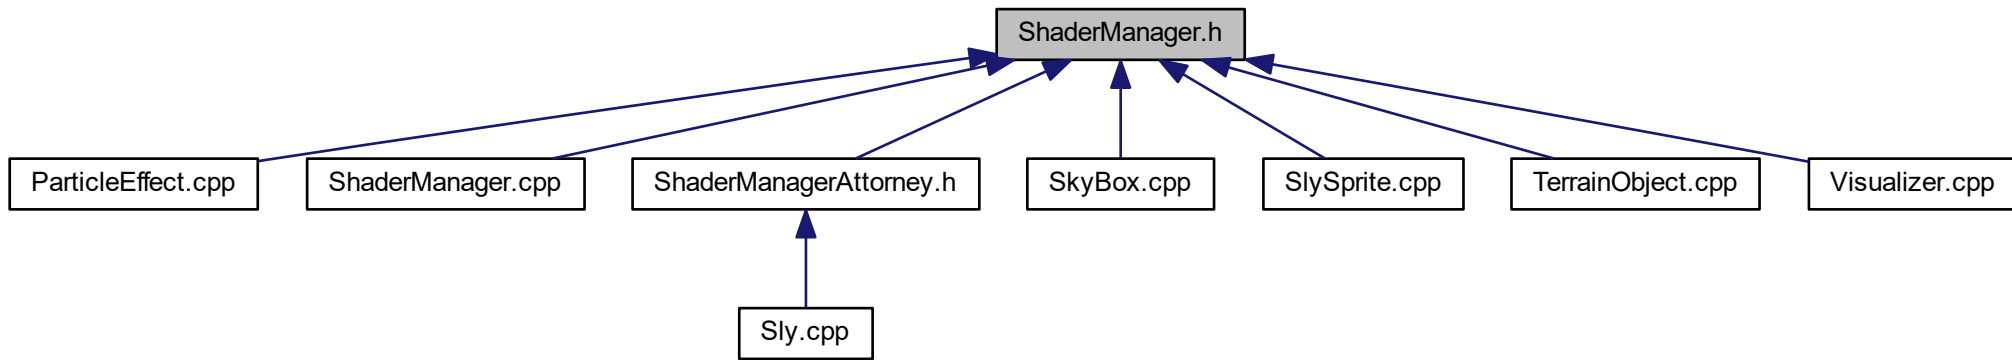 ShaderManager.h
ParticleEffect.cpp
ShaderManager.cpp
ShaderManagerAttorney.h
SkyBox.cpp
SlySprite.cpp
TerrainObject.cpp
Visualizer.cpp
Sly.cpp